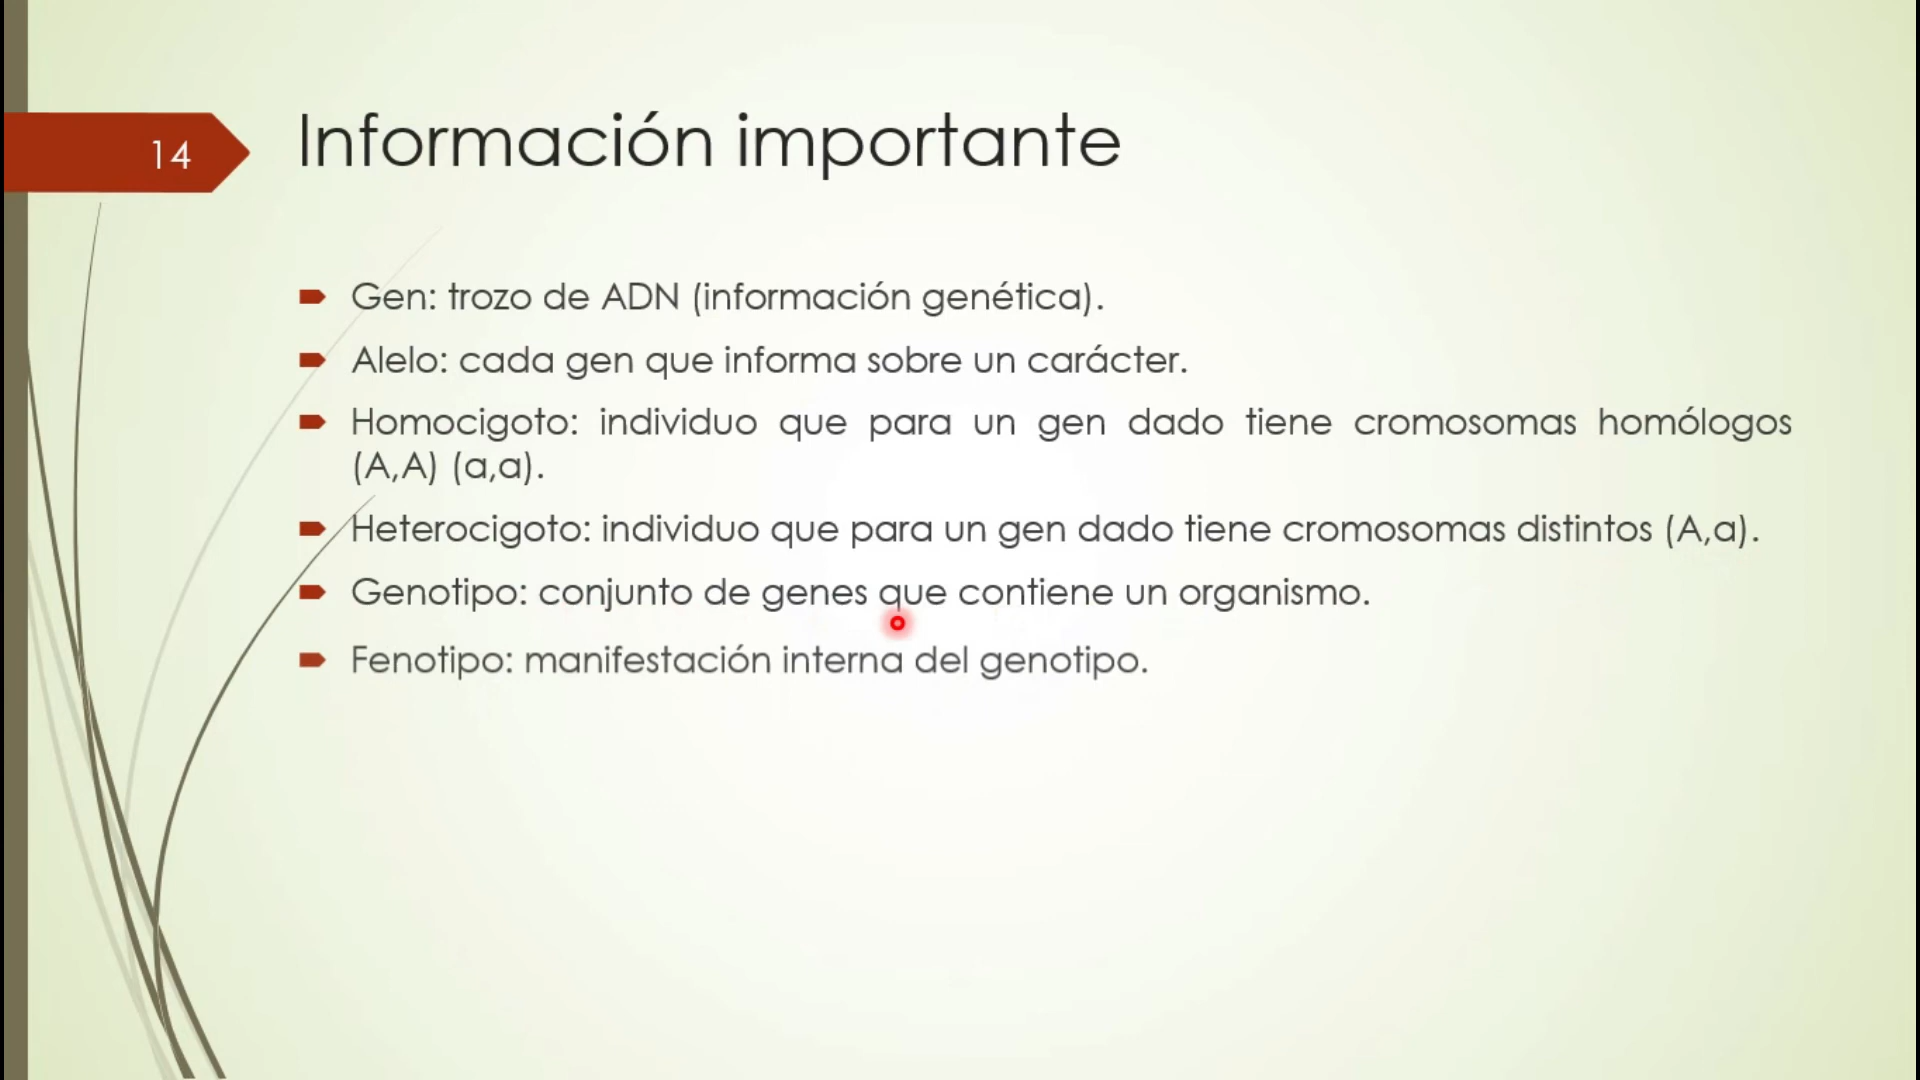 14
Información importante
Gen: trozo de ADN (información genética).
Alelo: cada gen que informa sobre un carácter.
Homocigoto: individuo que para un gen dado tiene cromosomas homólogos
(A,A) (a,a).
Heterocigoto: individuo que para un gen dado tiene cromosomas distintos (A,a).
Genotipo: conjunto de genes que contiene un organismo.
Fenotipo: manifestación interna del genotipo.